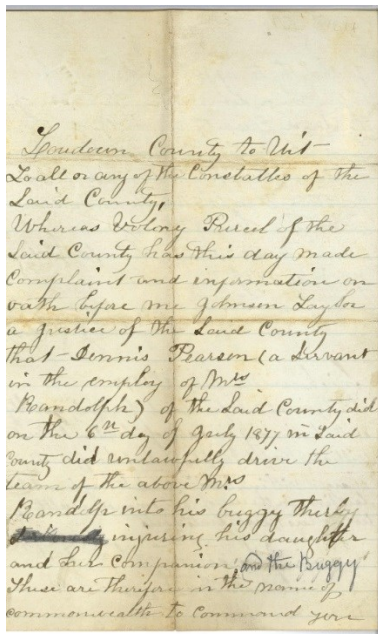 Loudoun County to Wit
To all or any of the Constables of the
Said County,
Whereas Volney Purcel of the
Said County has this day made
Complaint and information on
oath before me Johnson Taylor
a justice of the Said County
that Dennis Pearson (a Servant
in the employ of Mrs
Randolph) of the Said County did
on the 6th day of July 1877 in Said
County did unlawfully drive the
team of the above Mrs
Randolp into his buggy therby
injuring his daughter
and her companion and the Buggy
These are therefore in the name of
commonwealth to command you